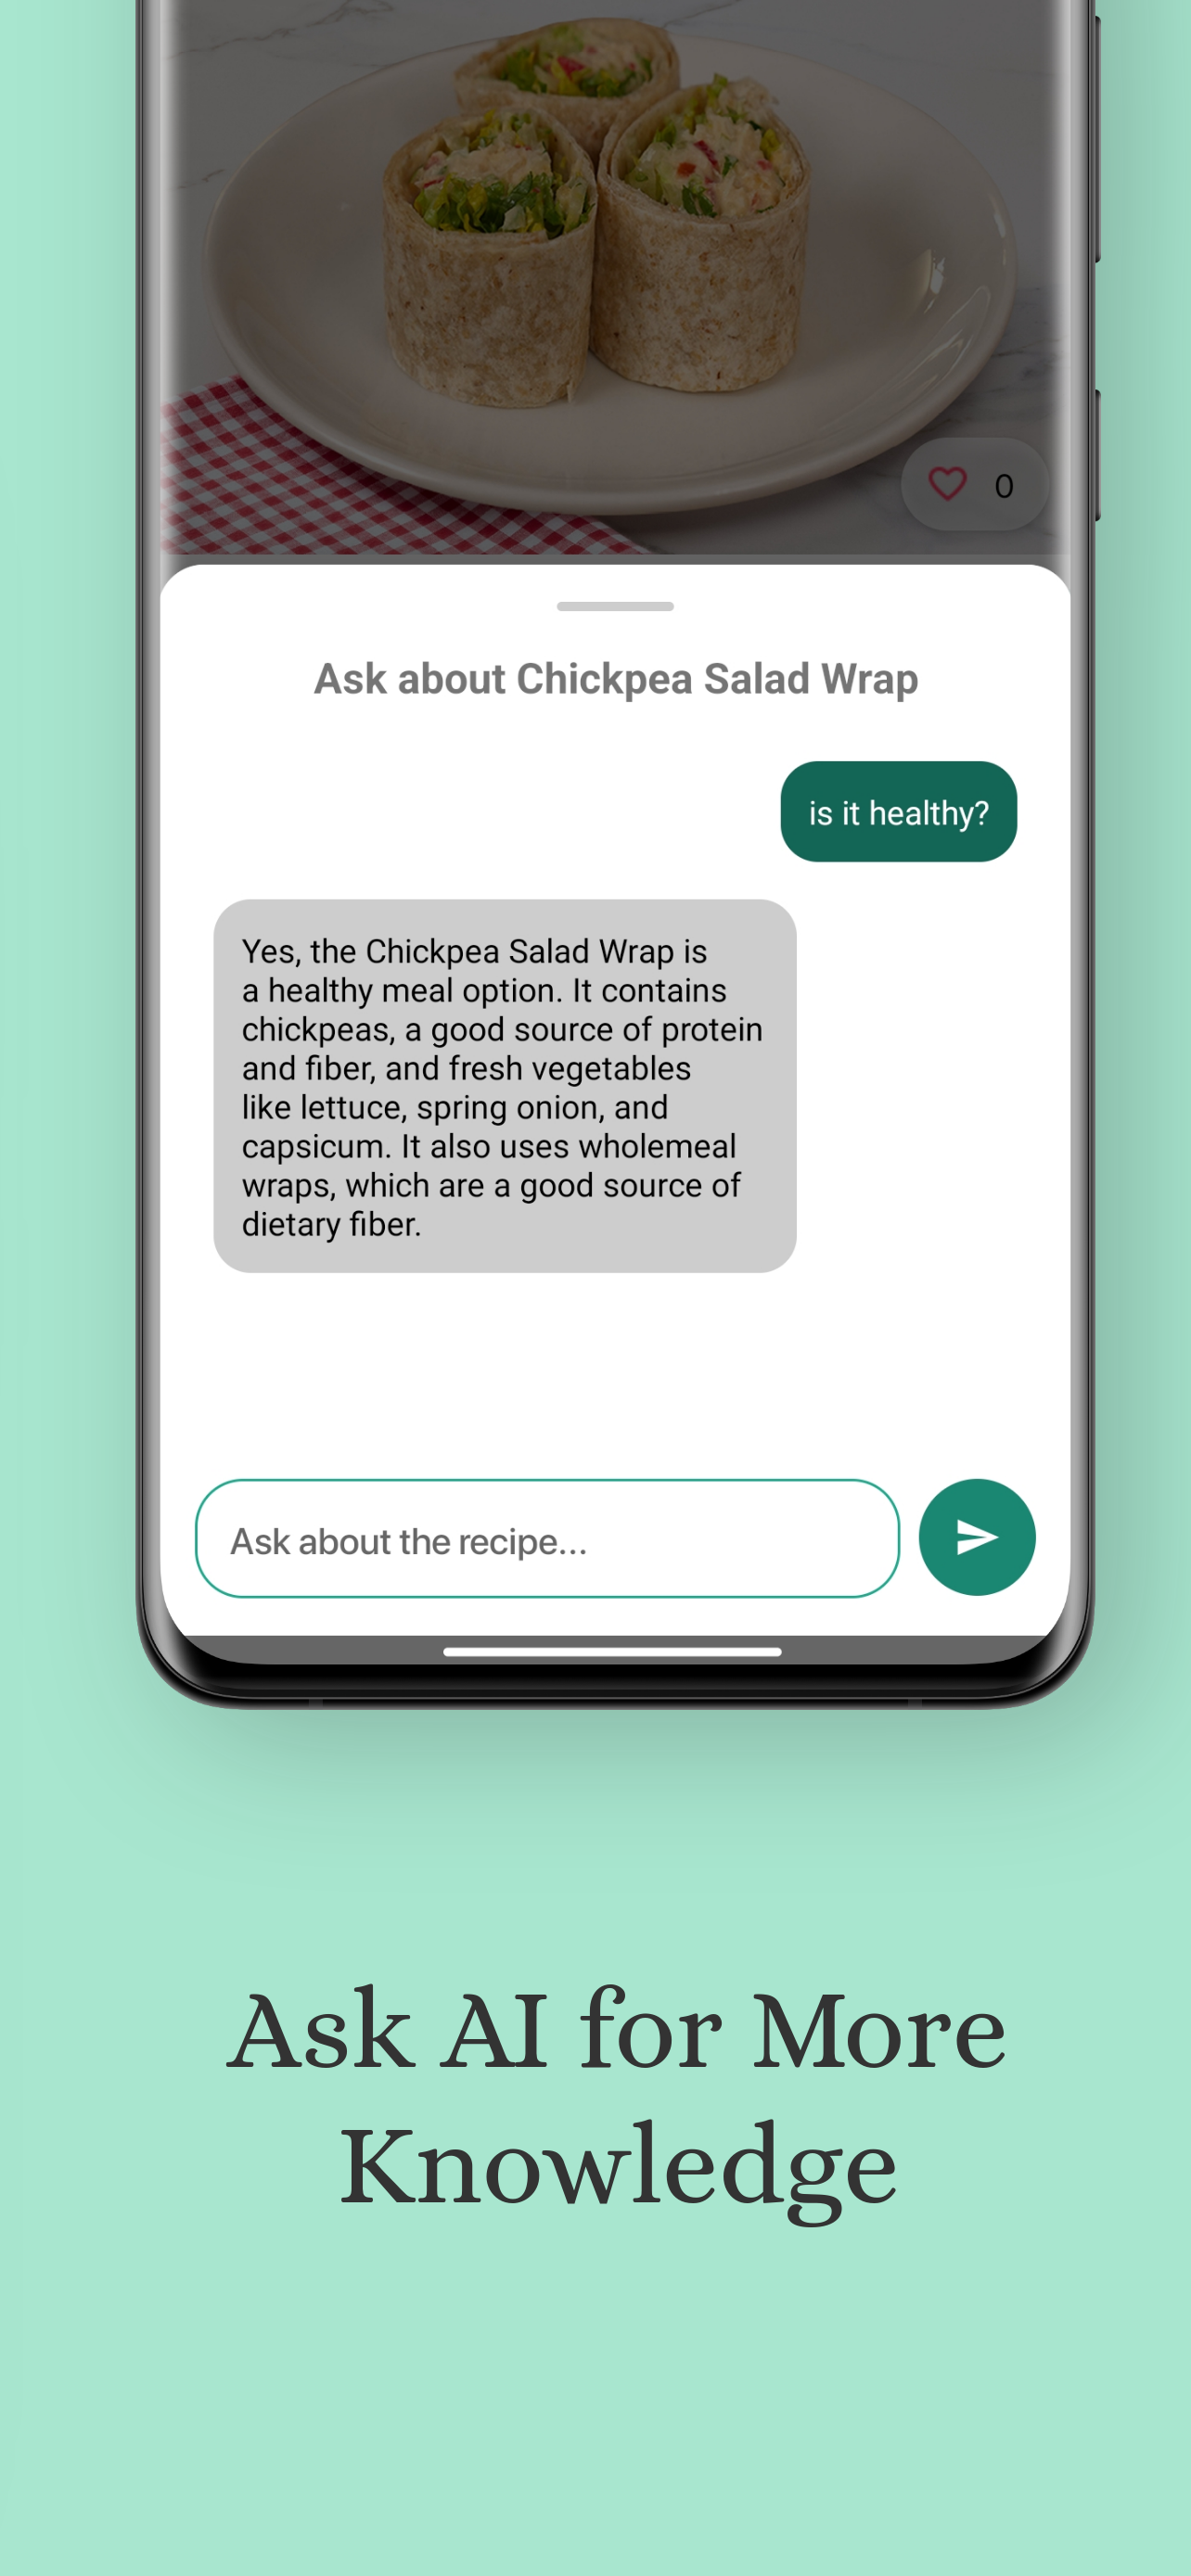 0
Ask about Chickpea Salad Wrap
is it healthy?
Yes, the Chickpea Salad Wrap is
a healthy meal option. It contains
chickpeas, a good source of protein
and fiber, and fresh vegetables
like lettuce, spring onion, and
capsicum. It also uses wholemeal
wraps, which are a good source of
dietary fiber.
Ask about the recipe...
Ask AI for More
Knowledge